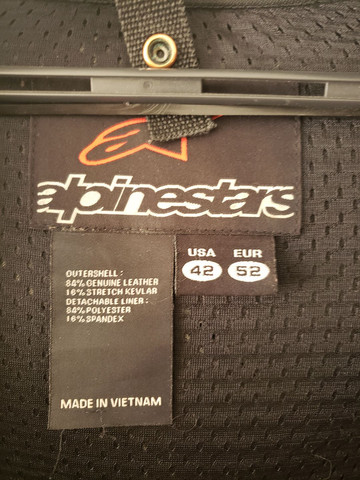 alpinestars
USA EUR
42 52
OUTERSHELL :
84% GENUINE LEATHER
16% STRETCH KEVLAR
DETACHABLE LINER :
84% POLYESTER
16% SPANDEX
MADE IN VIETNAM